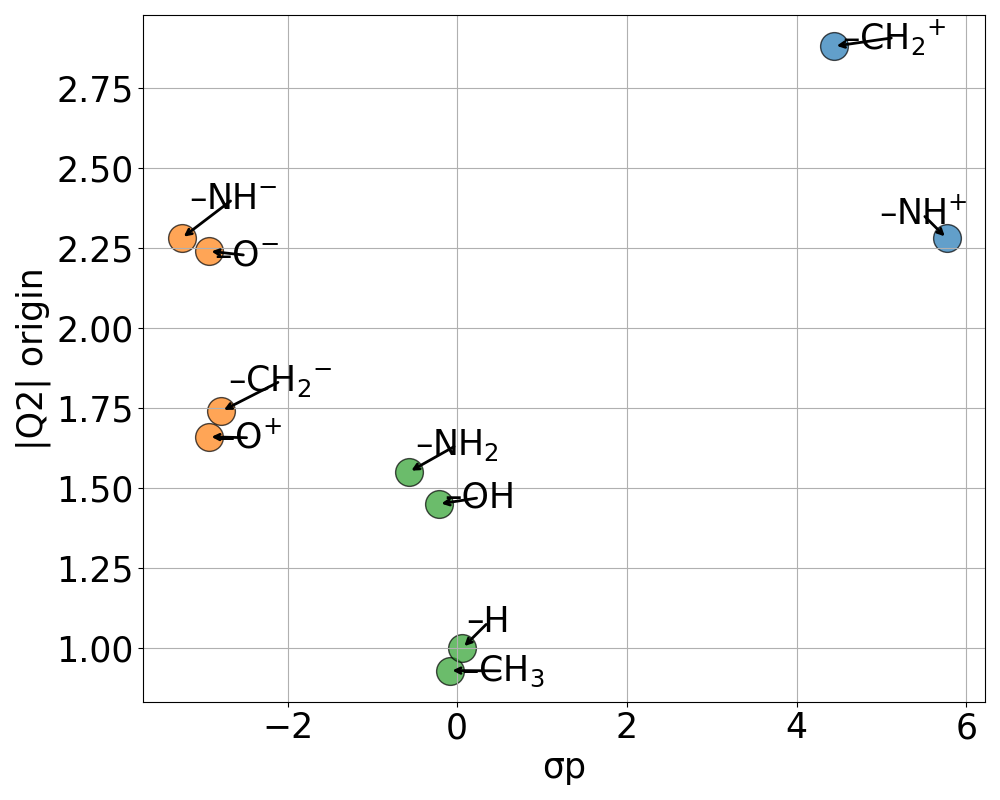 –CH₂⁺
2.75
2.50
–NH⁻
–NH⁺
2.25
–O⁻
2.00
–CH₂⁻
1.75
–O⁺
–NH₂
1.50
–OH
1.25
–H
1.00
–CH₃
|Q2| origin
−2
0
2
4
6
σp